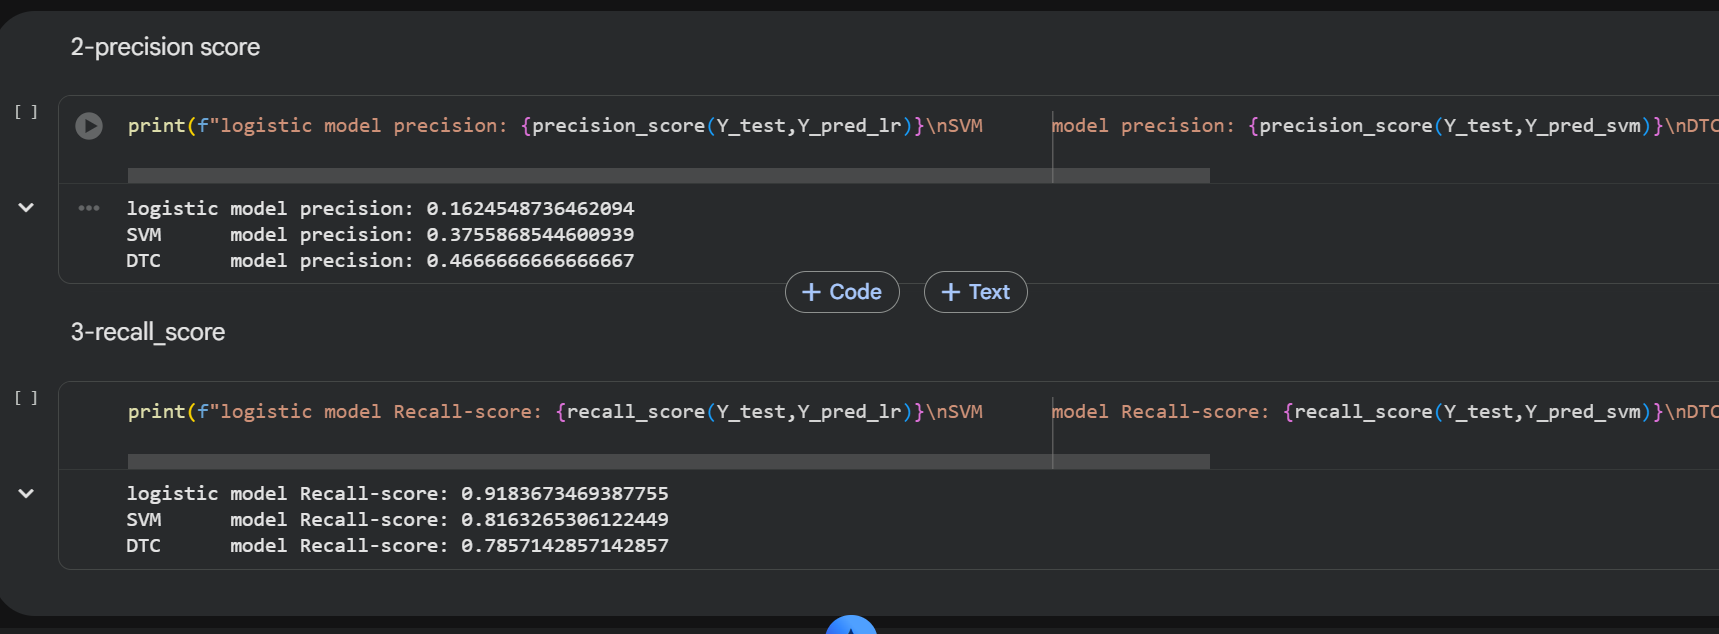 2-precision score
[ ]
print(f"logistic model precision: {precision_score(Y_test,Y_pred_lr)}\nSVM      model precision: {precision_score(Y_test,Y_pred_svm)}\nDTC
logistic model precision: 0.1624548736462094
SVM      model precision: 0.3755868544600939
DTC      model precision: 0.4666666666666667
+ Code + Text
3-recall_score
[ ]
print(f"logistic model Recall-score: {recall_score(Y_test,Y_pred_lr)}\nSVM      model Recall-score: {recall_score(Y_test,Y_pred_svm)}\nDTC
logistic model Recall-score: 0.9183673469387755
SVM      model Recall-score: 0.8163265306122449
DTC      model Recall-score: 0.7857142857142857